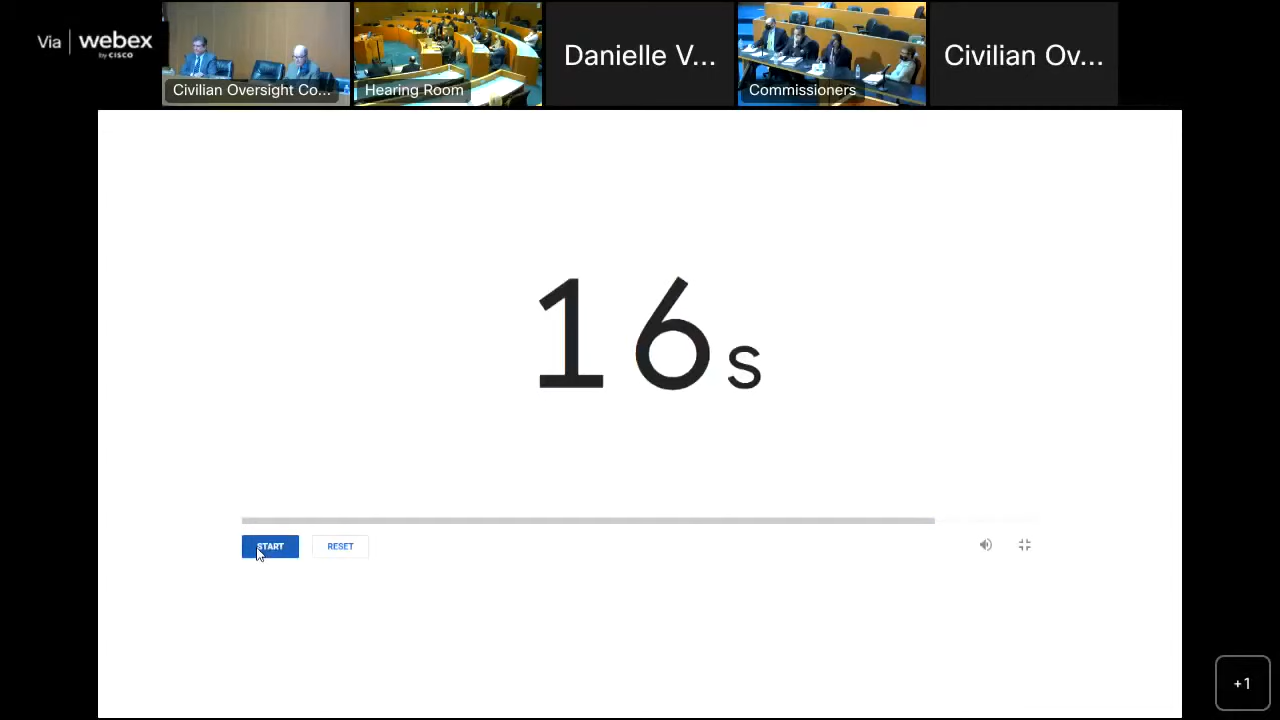 Via webex
by CISCO
Civilian Oversight Co...
Hearing Room
Danielle V...
Commissioners
Civilian Ov...
16s
START
RESET
+1